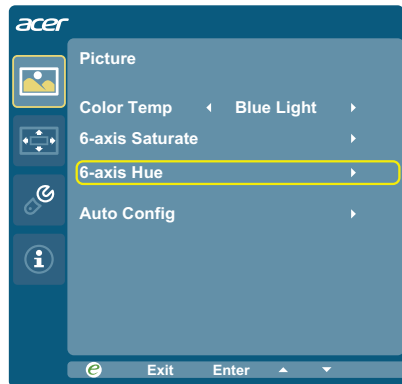 acer
Picture
Color Temp Blue Light
6-axis Saturate
6-axis Hue
Auto Config
e Exit Enter